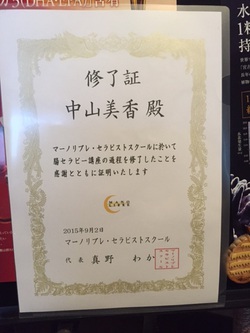 修了証
中山美香 殿
マーノリブレ・セラピストスクールに於いて
腸セラピー講座の過程を修了したことを
感謝とともに証明いたします
2015年9月2日
マーノリブレ・セラピストスクール
代表 真野 わか